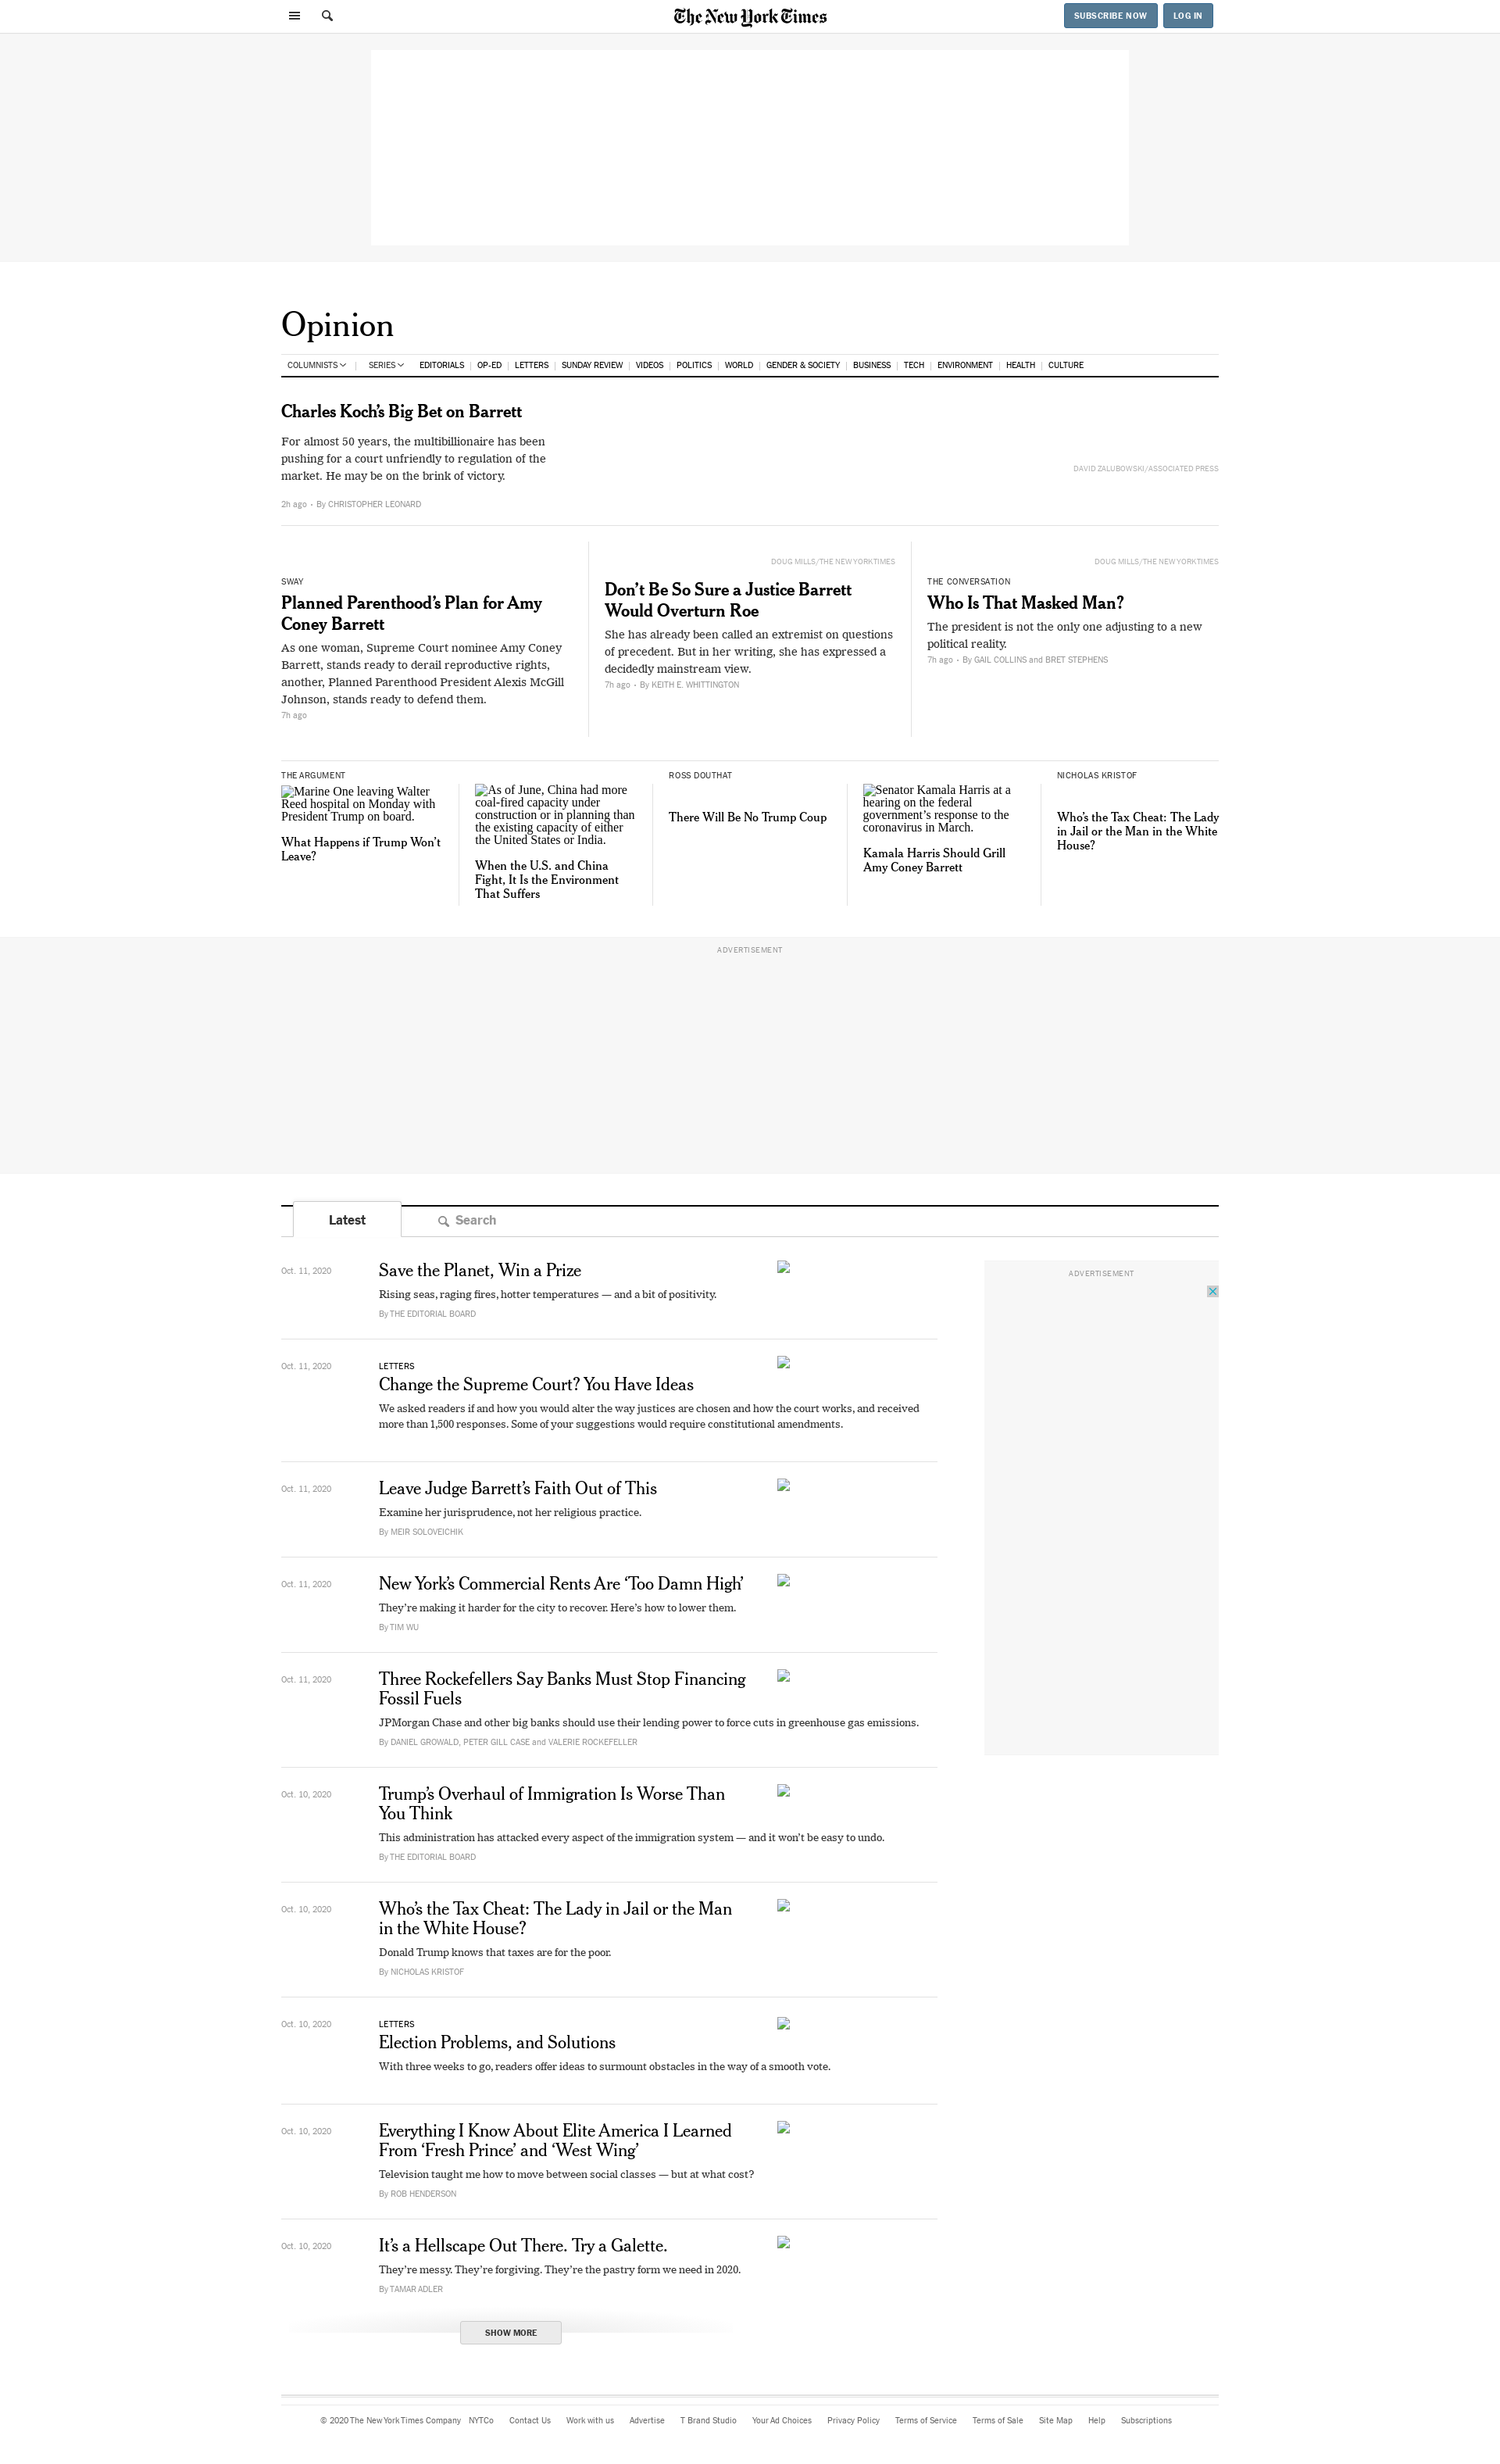 The New York Times
SUBSCRIBE NOW
LOG IN
Opinion
COLUMNISTS
SERIES
EDITORIALS
OP-ED
LETTERS
SUNDAY REVIEW
VIDEOS
POLITICS
WORLD
GENDER & SOCIETY
BUSINESS
TECH
ENVIRONMENT
HEALTH
CULTURE
Charles Koch’s Big Bet on Barrett
For almost 50 years, the multibillionaire has been
pushing for a court unfriendly to regulation of the
market. He may be on the brink of victory.
2h ago • By CHRISTOPHER LEONARD
DAVID ZALUBOWSKI/ASSOCIATED PRESS
SWAY
Planned Parenthood’s Plan for Amy
Coney Barrett
As one woman, Supreme Court nominee Amy Coney
Barrett, stands ready to derail reproductive rights,
another, Planned Parenthood President Alexis McGill
Johnson, stands ready to defend them.
7h ago
DOUG MILLS/THE NEW YORK TIMES
Don’t Be So Sure a Justice Barrett
Would Overturn Roe
She has already been called an extremist on questions
of precedent. But in her writing, she has expressed a
decidedly mainstream view.
7h ago • By KEITH E. WHITTINGTON
DOUG MILLS/THE NEW YORK TIMES
THE CONVERSATION
Who Is That Masked Man?
The president is not the only one adjusting to a new
political reality.
7h ago • By GAIL COLLINS and BRET STEPHENS
THE ARGUMENT
Marine One leaving Walter
Reed hospital on Monday with
President Trump on board.
What Happens if Trump Won’t
Leave?
As of June, China had more
coal-fired capacity under
construction or in planning than
the existing capacity of either
the United States or India.
When the U.S. and China
Fight, It Is the Environment
That Suffers
ROSS DOUTHAT
There Will Be No Trump Coup
Senator Kamala Harris at a
hearing on the federal
government’s response to the
coronavirus in March.
Kamala Harris Should Grill
Amy Coney Barrett
NICHOLAS KRISTOF
Who’s the Tax Cheat: The Lady
in Jail or the Man in the White
House?
ADVERTISEMENT
Latest
Search
ADVERTISEMENT
Oct. 11, 2020
Save the Planet, Win a Prize
Rising seas, raging fires, hotter temperatures — and a bit of positivity.
By THE EDITORIAL BOARD
Oct. 11, 2020
LETTERS
Change the Supreme Court? You Have Ideas
We asked readers if and how you would alter the way justices are chosen and how the court works, and received
more than 1,500 responses. Some of your suggestions would require constitutional amendments.
Oct. 11, 2020
Leave Judge Barrett’s Faith Out of This
Examine her jurisprudence, not her religious practice.
By MEIR SOLOVEICHIK
Oct. 11, 2020
New York’s Commercial Rents Are ‘Too Damn High’
They’re making it harder for the city to recover. Here’s how to lower them.
By TIM WU
Oct. 11, 2020
Three Rockefellers Say Banks Must Stop Financing
Fossil Fuels
JPMorgan Chase and other big banks should use their lending power to force cuts in greenhouse gas emissions.
By DANIEL GROWALD, PETER GILL CASE and VALERIE ROCKEFELLER
Oct. 10, 2020
Trump’s Overhaul of Immigration Is Worse Than
You Think
This administration has attacked every aspect of the immigration system — and it won’t be easy to undo.
By THE EDITORIAL BOARD
Oct. 10, 2020
Who’s the Tax Cheat: The Lady in Jail or the Man
in the White House?
Donald Trump knows that taxes are for the poor.
By NICHOLAS KRISTOF
Oct. 10, 2020
LETTERS
Election Problems, and Solutions
With three weeks to go, readers offer ideas to surmount obstacles in the way of a smooth vote.
Oct. 10, 2020
Everything I Know About Elite America I Learned
From ‘Fresh Prince’ and ‘West Wing’
Television taught me how to move between social classes — but at what cost?
By ROB HENDERSON
Oct. 10, 2020
It’s a Hellscape Out There. Try a Galette.
They’re messy. They’re forgiving. They’re the pastry form we need in 2020.
By TAMAR ADLER
SHOW MORE
© 2020 The New York Times Company
NYTCo
Contact Us
Work with us
Advertise
T Brand Studio
Your Ad Choices
Privacy Policy
Terms of Service
Terms of Sale
Site Map
Help
Subscriptions